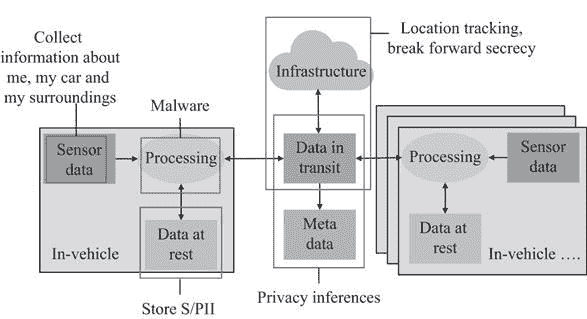 Collect
information about
me, my car and
my surroundings
Location tracking,
break forward secrecy
Infrastructure
Malware
Sensor
data
Processing
Data in
transit
Processing
Sensor
data
Data at
rest
Meta
data
Data at
rest
In-vehicle
In-vehicle ….
Store S/PII
Privacy inferences